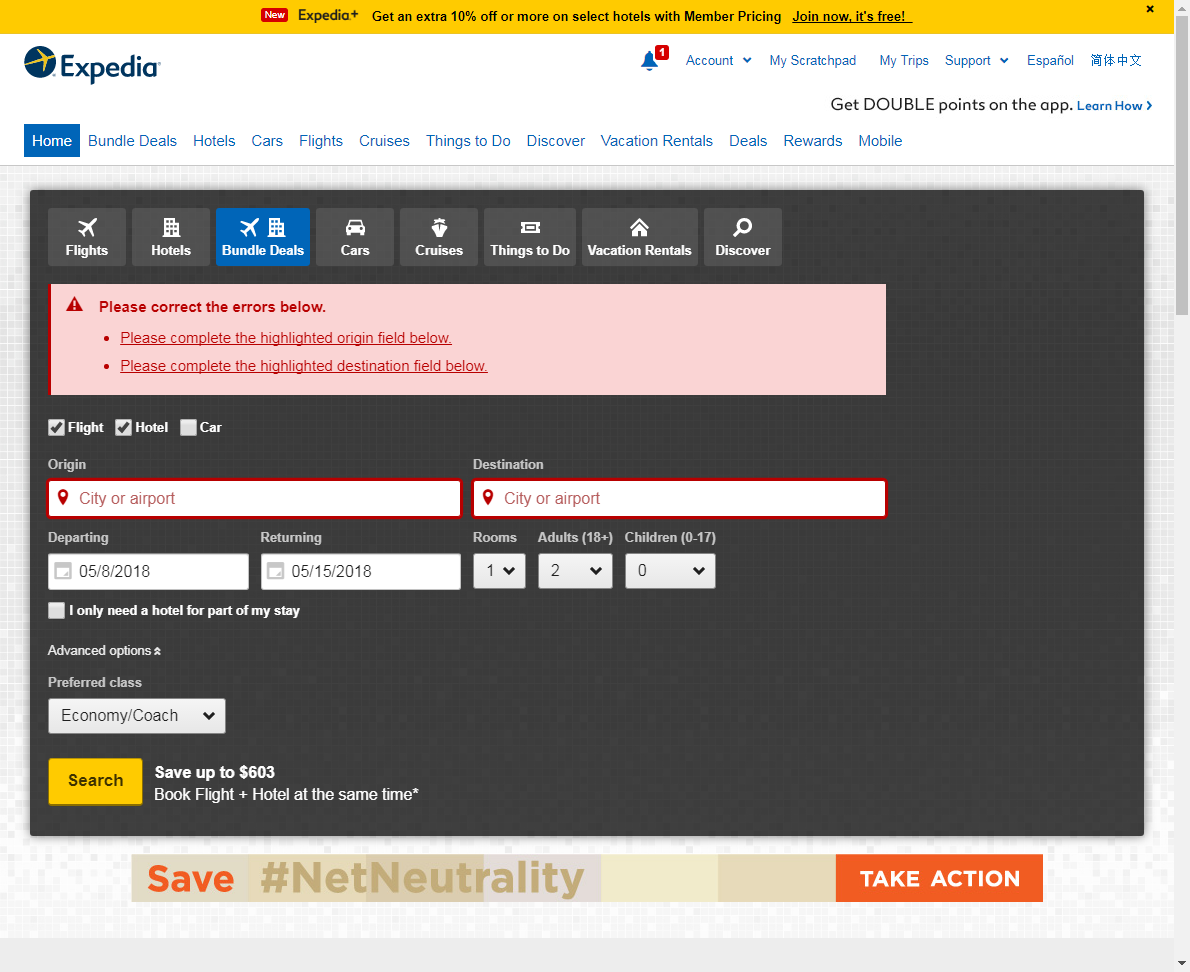 New Expedia+ Get an extra 10% off or more on select hotels with Member Pricing Join now, it's free!
Expedia
1 Account My Scratchpad My Trips Support Español 简体中文
Get DOUBLE points on the app. Learn How
Home Bundle Deals Hotels Cars Flights Cruises Things to Do Discover Vacation Rentals Deals Rewards Mobile
Flights Hotels Bundle Deals Cars Cruises Things to Do Vacation Rentals Discover
Please correct the errors below.
Please complete the highlighted origin field below.
Please complete the highlighted destination field below.
Flight Hotel Car
Origin Destination
City or airport City or airport
Departing Returning Rooms Adults (18+) Children (0-17)
05/8/2018 05/15/2018 1 2 0
I only need a hotel for part of my stay
Advanced options
Preferred class
Economy/Coach
Search Save up to $603
Book Flight + Hotel at the same time*
Save #NetNeutrality TAKE ACTION